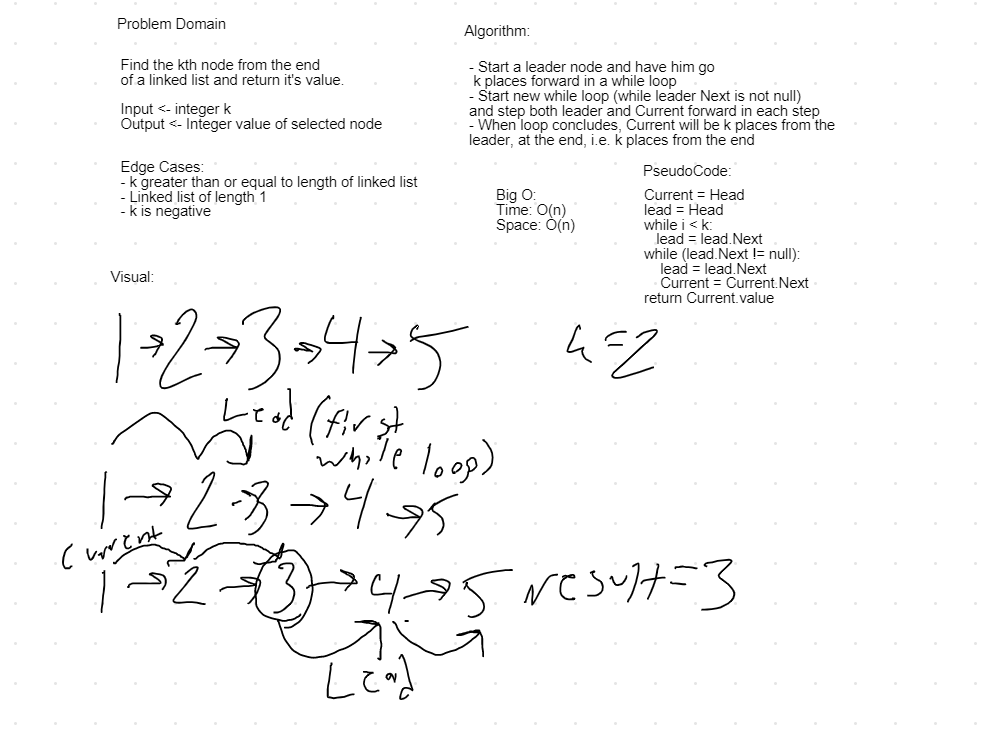 Problem Domain
Find the kth node from the end
of a linked list and return it's value.
Input <- integer k
Output <- Integer value of selected node
Edge Cases:
- k greater than or equal to length of linked list
- Linked list of length 1
- k is negative
Algorithm:
- Start a leader node and have him go
k places forward in a while loop
- Start new while loop (while leader Next is not null)
and step both leader and Current forward in each step
- When loop concludes, Current will be k places from the
leader, at the end, i.e. k places from the end
Big O:
Time: O(n)
Space: O(n)
PseudoCode:
Current = Head
lead = Head
while i < k:
lead = lead.Next
while (lead.Next != null):
lead = lead.Next
Current = Current.Next
return Current.value
Visual:
1 → 2 → 3 → 4 → 5
k = 2
Lead (first
while loop)
1 → 2 → 3 → 4 → 5
Current
1 → 2 → 3 → 4 → 5 result = 3
Lead